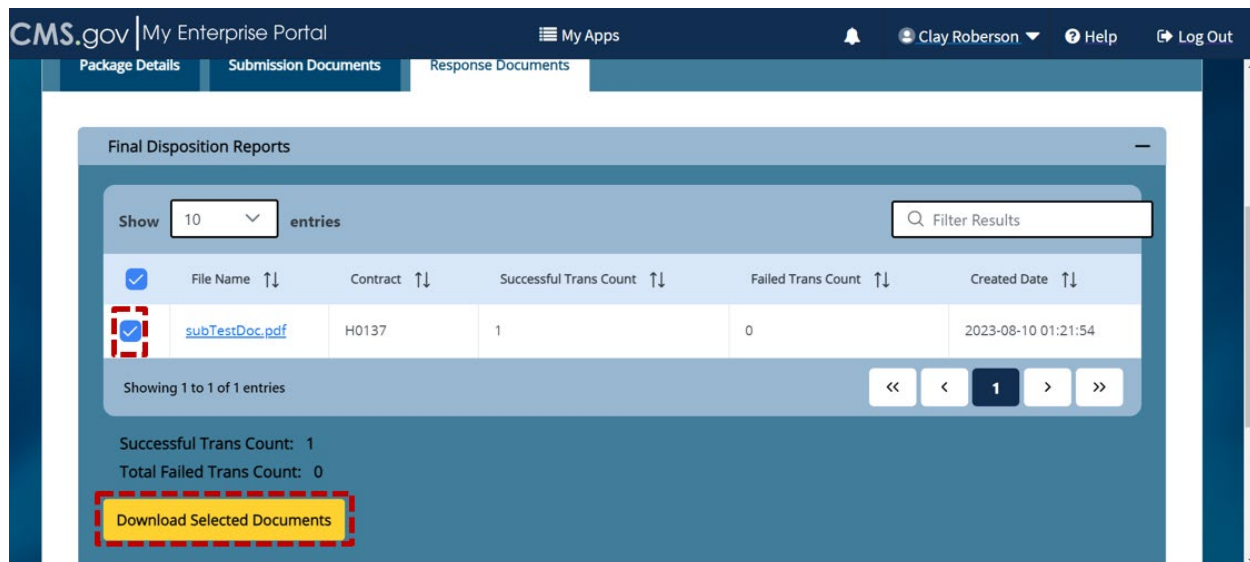 CMS.gov My Enterprise Portal My Apps Clay Roberson Help Log Out
Package Details Submission Documents Response Documents
Final Disposition Reports
Show 10 entries Filter Results
File Name Contract Successful Trans Count Failed Trans Count Created Date
subTestDoc.pdf H0137 1 0 2023-08-10 01:21:54
Showing 1 to 1 of 1 entries « < 1 > »
Successful Trans Count: 1
Total Failed Trans Count: 0
Download Selected Documents